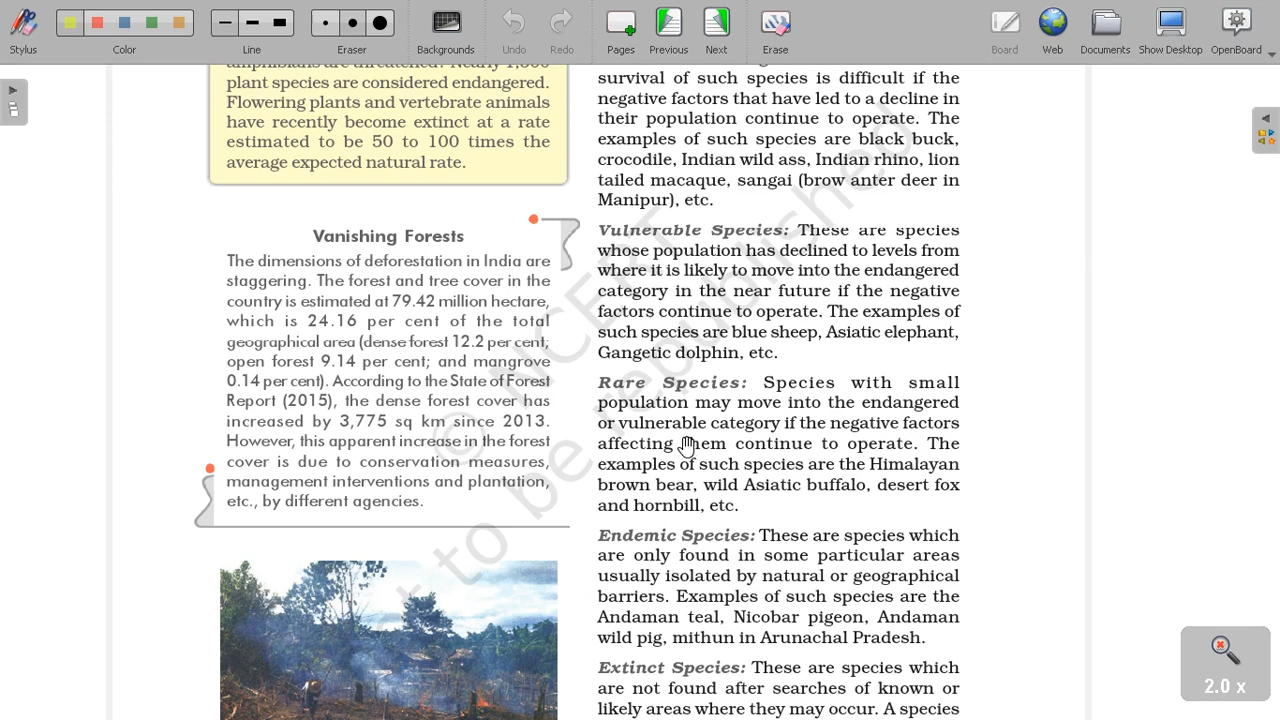 Stylus
Color
Line
Eraser
Backgrounds
Undo
Redo
Pages
Previous
Next
Erase
Board
Web
Documents
Show Desktop
OpenBoard
amphibians are threatened. Nearly 1,500
plant species are considered endangered.
Flowering plants and vertebrate animals
have recently become extinct at a rate
estimated to be 50 to 100 times the
average expected natural rate.
Vanishing Forests
The dimensions of deforestation in India are
staggering. The forest and tree cover in the
country is estimated at 79.42 million hectare,
which is 24.16 per cent of the total
geographical area (dense forest 12.2 per cent;
open forest 9.14 per cent; and mangrove
0.14 per cent). According to the State of Forest
Report (2015), the dense forest cover has
increased by 3,775 sq km since 2013.
However, this apparent increase in the forest
cover is due to conservation measures,
management interventions and plantation,
etc., by different agencies.
survival of such species is difficult if the
negative factors that have led to a decline in
their population continue to operate. The
examples of such species are black buck,
crocodile, Indian wild ass, Indian rhino, lion
tailed macaque, sangai (brow anter deer in
Manipur), etc.
Vulnerable Species: These are species
whose population has declined to levels from
where it is likely to move into the endangered
category in the near future if the negative
factors continue to operate. The examples of
such species are blue sheep, Asiatic elephant,
Gangetic dolphin, etc.
Rare Species: Species with small
population may move into the endangered
or vulnerable category if the negative factors
affecting them continue to operate. The
examples of such species are the Himalayan
brown bear, wild Asiatic buffalo, desert fox
and hornbill, etc.
Endemic Species: These are species which
are only found in some particular areas
usually isolated by natural or geographical
barriers. Examples of such species are the
Andaman teal, Nicobar pigeon, Andaman
wild pig, mithun in Arunachal Pradesh.
Extinct Species: These are species which
are not found after searches of known or
likely areas where they may occur. A species
© NCERT
t to be republished
2.0 x